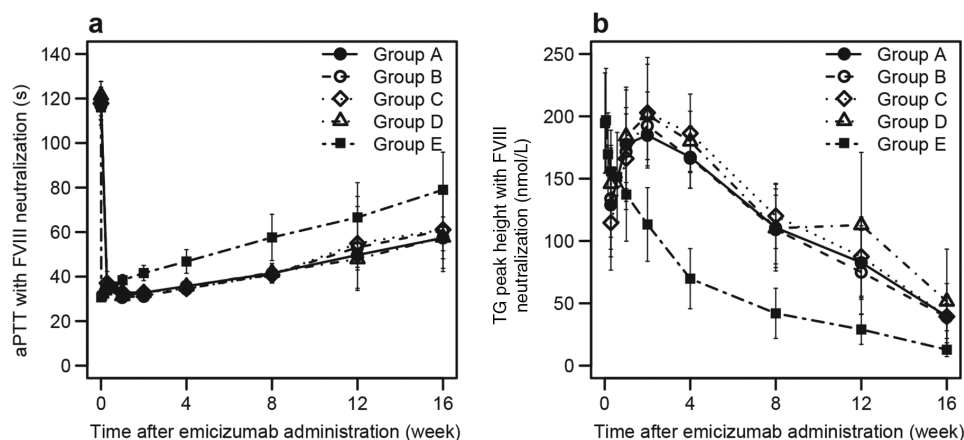 a
aPTT with FVIII neutralization (s)
140
120
100
80
60
40
20
0
0 4 8 12 16
Time after emicizumab administration (week)
Group A
Group B
Group C
Group D
Group E
b
TG peak height with FVIII
neutralization (nmol/L)
250
200
150
100
50
0
0 4 8 12 16
Time after emicizumab administration (week)
Group A
Group B
Group C
Group D
Group E